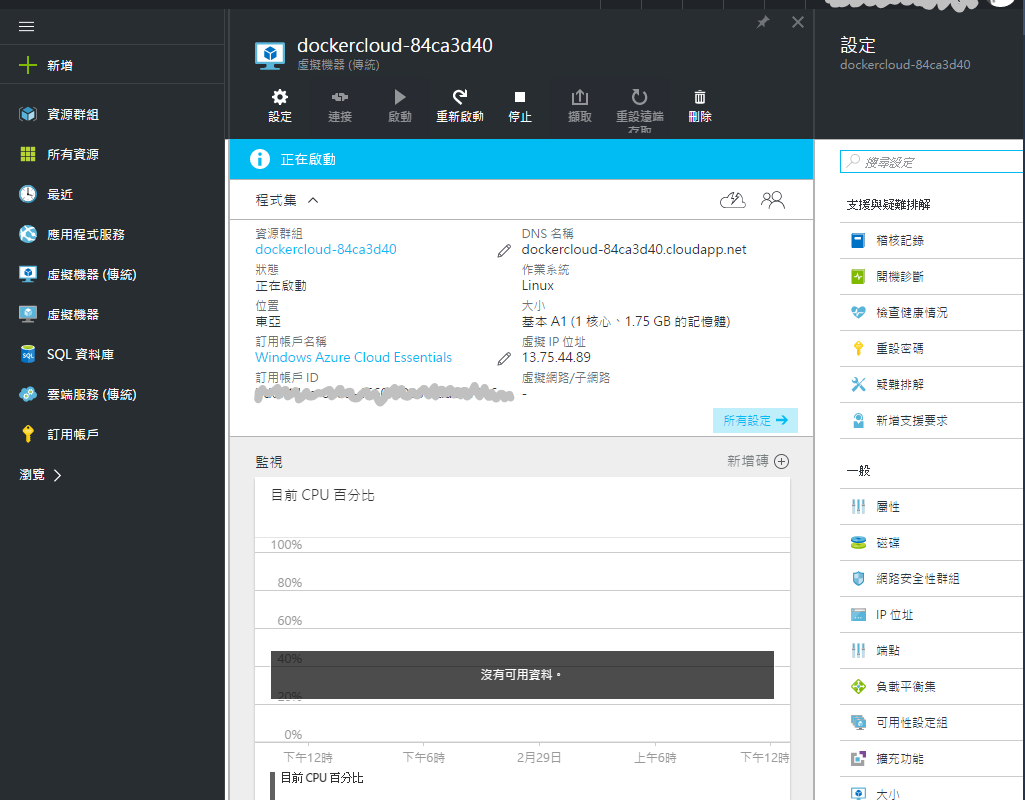 新增
資源群組
所有資源
最近
應用程式服務
虛擬機器 (傳統)
虛擬機器
SQL 資料庫
雲端服務 (傳統)
訂用帳戶
瀏覽
dockercloud-84ca3d40
虛擬機器 (傳統)
設定
連接
啟動
重新啟動
停止
擷取
重設遠端
存取
刪除
正在啟動
程式集
資源群組
dockercloud-84ca3d40
狀態
正在啟動
位置
東亞
訂用帳戶名稱
Windows Azure Cloud Essentials
訂用帳戶 ID
DNS 名稱
dockercloud-84ca3d40.cloudapp.net
作業系統
Linux
大小
基本 A1 (1 核心、1.75 GB 的記憶體)
虛擬 IP 位址
13.75.44.89
虛擬網路/子網路
-
所有設定
監視
新增磚
目前 CPU 百分比
100%
80%
60%
40%
沒有可用資料。
20%
0%
下午12時
下午6時
2月29日
上午6時
下午12時
目前 CPU 百分比
設定
dockercloud-84ca3d40
搜尋設定
支援與疑難排解
稽核記錄
開機診斷
檢查健康情況
重設密碼
疑難排解
新增支援要求
一般
屬性
磁碟
網路安全性群組
IP 位址
端點
負載平衡集
可用性設定組
擴充功能
大小